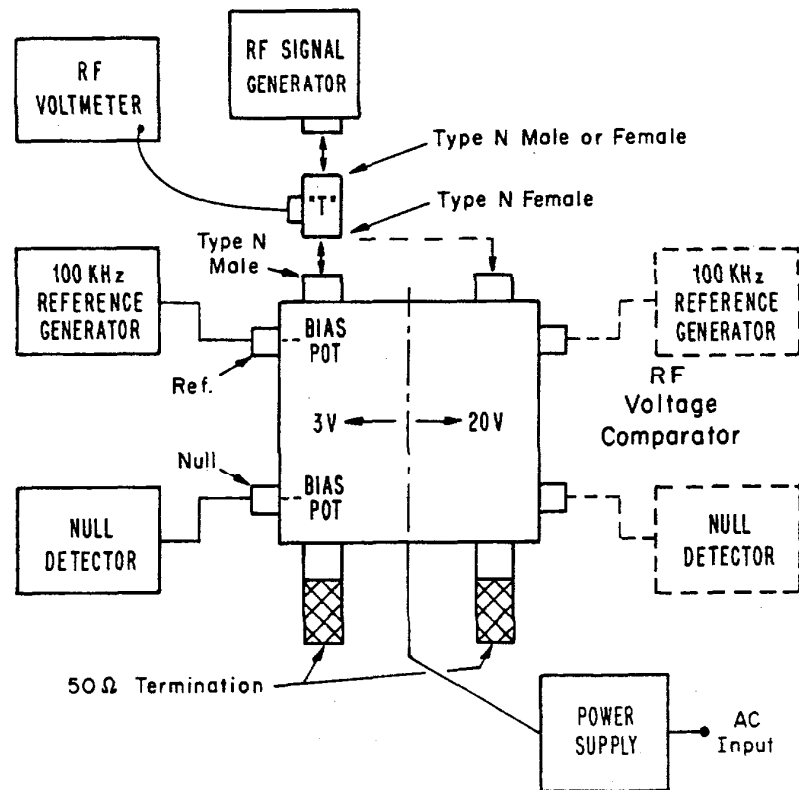 RF
VOLTMETER
RF SIGNAL
GENERATOR
Type N Male or Female
"T"
Type N Female
Type N
Male
100 KHz
REFERENCE
GENERATOR
BIAS
POT
Ref.
100 KHz
REFERENCE
GENERATOR
RF
Voltage
Comparator
3V
20V
Null
BIAS
POT
NULL
DETECTOR
NULL
DETECTOR
50Ω Termination
POWER
SUPPLY
AC
Input